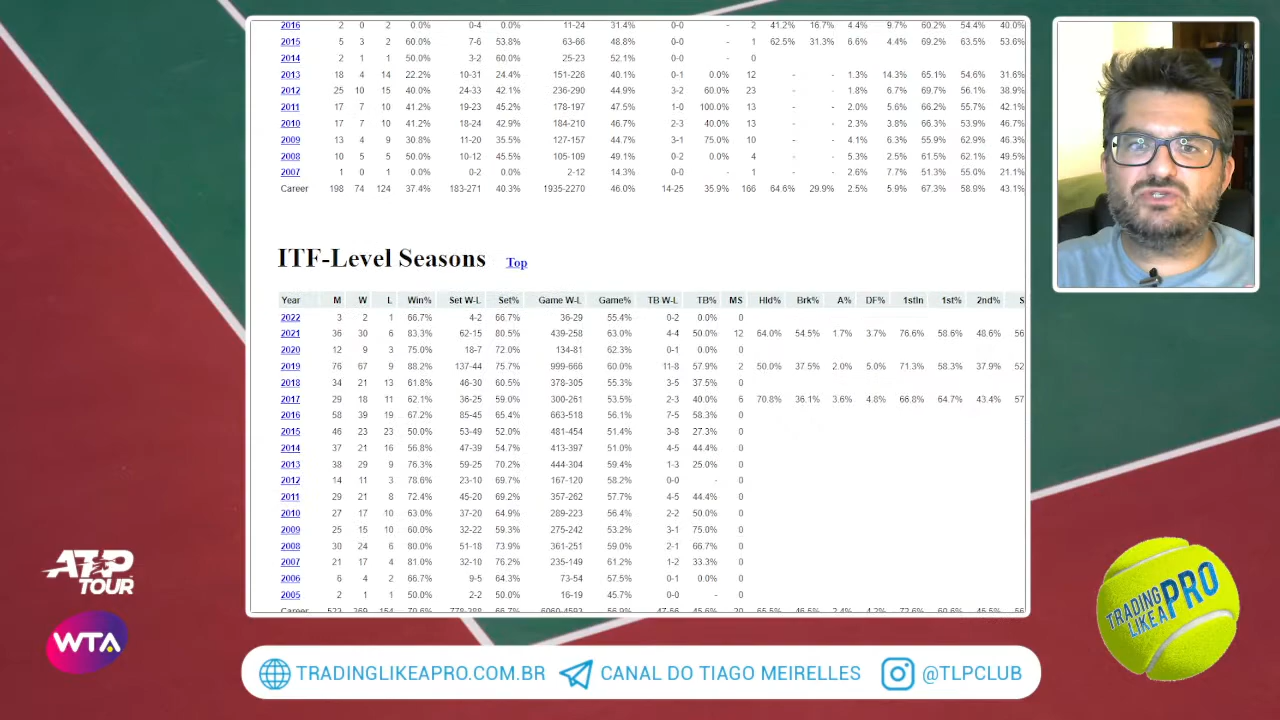 2016 2 0 2 0.0% 0-4 0.0% 11-24 31.4% 0-0 - 2 41.2% 16.7% 4.4% 9.7% 60.2% 54.4% 40.0%
2015 5 3 2 60.0% 7-6 53.8% 63-66 48.8% 0-0 - 1 62.5% 31.3% 6.6% 4.4% 69.2% 63.5% 53.6%
2014 2 1 1 50.0% 3-2 60.0% 25-23 52.1% 0-0 - 0
2013 18 4 14 22.2% 10-31 24.4% 151-226 40.1% 0-1 0.0% 12 - - 1.3% 14.3% 65.1% 54.6% 31.6%
2012 25 10 15 40.0% 24-33 42.1% 236-290 44.9% 3-2 60.0% 23 - - 1.8% 6.7% 69.7% 56.1% 38.9%
2011 17 7 10 41.2% 19-23 45.2% 178-197 47.5% 1-0 100.0% 13 - - 2.0% 5.6% 66.2% 55.7% 42.1%
2010 17 7 10 41.2% 18-24 42.9% 184-210 46.7% 2-3 40.0% 13 - - 2.3% 3.8% 66.3% 53.9% 46.7%
2009 13 4 9 30.8% 11-20 35.5% 127-157 44.7% 3-1 75.0% 10 - - 4.1% 6.3% 55.9% 62.9% 46.3%
2008 10 5 5 50.0% 10-12 45.5% 105-109 49.1% 0-2 0.0% 4 - - 5.3% 2.5% 61.5% 62.1% 49.5%
2007 1 0 1 0.0% 0-2 0.0% 2-12 14.3% 0-0 - 1 - - 2.6% 7.7% 51.3% 55.0% 21.1%
Career 198 74 124 37.4% 183-271 40.3% 1935-2270 46.0% 14-25 35.9% 166 64.6% 29.9% 2.5% 5.9% 67.3% 58.9% 43.1%
ITF-Level Seasons Top
Year M W L Win% Set W-L Set% Game W-L Game% TB W-L TB% MS Hld% Brk% A% DF% 1stIn 1st% 2nd% S
2022 3 2 1 66.7% 4-2 66.7% 36-29 55.4% 0-2 0.0% 0
2021 36 30 6 83.3% 62-15 80.5% 439-258 63.0% 4-4 50.0% 12 64.0% 54.5% 1.7% 3.7% 76.6% 58.6% 48.6% 56
2020 12 9 3 75.0% 18-7 72.0% 134-81 62.3% 0-1 0.0% 0
2019 76 67 9 88.2% 137-44 75.7% 999-666 60.0% 11-8 57.9% 2 50.0% 37.5% 2.0% 5.0% 71.3% 58.3% 37.9% 52
2018 34 21 13 61.8% 46-30 60.5% 378-305 55.3% 3-5 37.5% 0
2017 29 18 11 62.1% 36-25 59.0% 300-261 53.5% 2-3 40.0% 6 70.8% 36.1% 3.6% 4.8% 66.8% 64.7% 43.4% 57
2016 58 39 19 67.2% 85-45 65.4% 663-518 56.1% 7-5 58.3% 0
2015 46 23 23 50.0% 53-49 52.0% 481-454 51.4% 3-8 27.3% 0
2014 37 21 16 56.8% 47-39 54.7% 413-397 51.0% 4-5 44.4% 0
2013 38 29 9 76.3% 59-25 70.2% 444-304 59.4% 1-3 25.0% 0
2012 14 11 3 78.6% 23-10 69.7% 167-120 58.2% 0-0 - 0
2011 29 21 8 72.4% 45-20 69.2% 357-262 57.7% 4-5 44.4% 0
2010 27 17 10 63.0% 37-20 64.9% 289-223 56.4% 2-2 50.0% 0
2009 25 15 10 60.0% 32-22 59.3% 275-242 53.2% 3-1 75.0% 0
2008 30 24 6 80.0% 51-18 73.9% 361-251 59.0% 2-1 66.7% 0
2007 21 17 4 81.0% 32-10 76.2% 235-149 61.2% 1-2 33.3% 0
2006 6 4 2 66.7% 9-5 64.3% 73-54 57.5% 0-1 0.0% 0
2005 2 1 1 50.0% 2-2 50.0% 16-19 45.7% 0-0 - 0
Career
ATP TOUR
WTA
TRADING LIKE A PRO
TRADINGLIKEAPRO.COM.BR CANAL DO TIAGO MEIRELLES @TLPCLUB